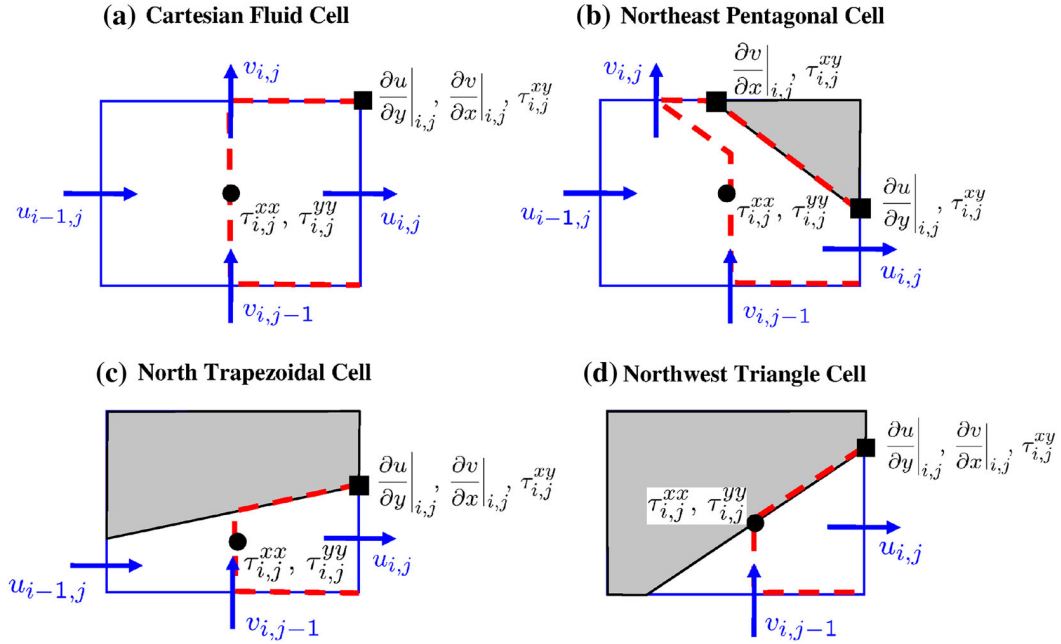 (a) Cartesian Fluid Cell
v_{i,j}
∂u/∂y|_{i,j}, ∂v/∂x|_{i,j}, τ^{xy}_{i,j}
u_{i−1,j}
τ^{xx}_{i,j}, τ^{yy}_{i,j}
u_{i,j}
v_{i,j−1}
(b) Northeast Pentagonal Cell
v_{i,j}
∂v/∂x|_{i,j}, τ^{xy}_{i,j}
u_{i−1,j}
τ^{xx}_{i,j}, τ^{yy}_{i,j}
∂u/∂y|_{i,j}, τ^{xy}_{i,j}
u_{i,j}
v_{i,j−1}
(c) North Trapezoidal Cell
∂u/∂y|_{i,j}, ∂v/∂x|_{i,j}, τ^{xy}_{i,j}
u_{i−1,j}
τ^{xx}_{i,j}, τ^{yy}_{i,j}
u_{i,j}
v_{i,j−1}
(d) Northwest Triangle Cell
∂u/∂y|_{i,j}, ∂v/∂x|_{i,j}, τ^{xy}_{i,j}
τ^{xx}_{i,j}, τ^{yy}_{i,j}
u_{i,j}
v_{i,j−1}